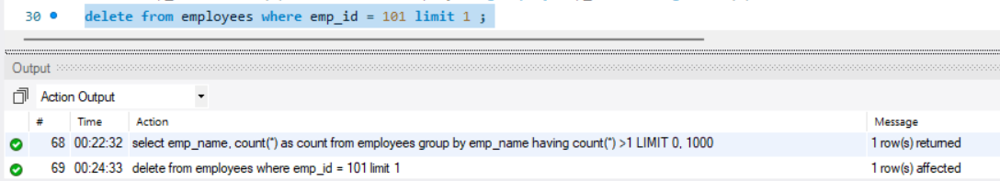 30 delete from employees where emp_id = 101 limit 1 ;
Output
Action Output
# Time Action Message
68 00:22:32 select emp_name, count(*) as count from employees group by emp_name having count(*) >1 LIMIT 0, 1000 1 row(s) returned
69 00:24:33 delete from employees where emp_id = 101 limit 1 1 row(s) affected